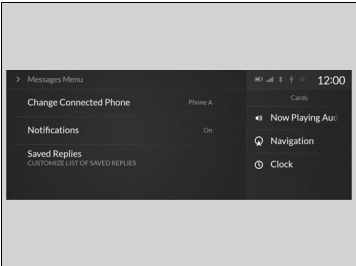 Messages Menu
12:00
Change Connected Phone
Phone A
Cards
Now Playing Aud
Notifications
On
Navigation
Saved Replies
CUSTOMIZE LIST OF SAVED REPLIES
Clock